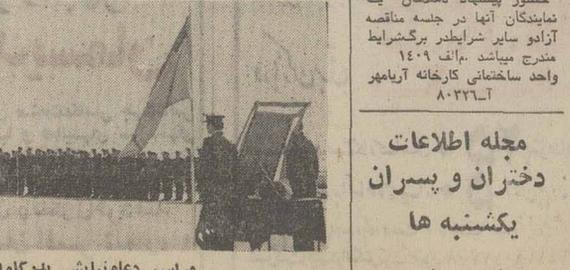 نمایندگان آنها در جلسه مناقصه
آزادو سایر شرایطدر برگشرایط
مندرج میباشد .م‌الف ۱۴۰۹
واحد ساختمانی کارخانه آریامهر
آ-۸۰۳۲۶
مجله اطلاعات
دختران و پسران
یکشنبه ها